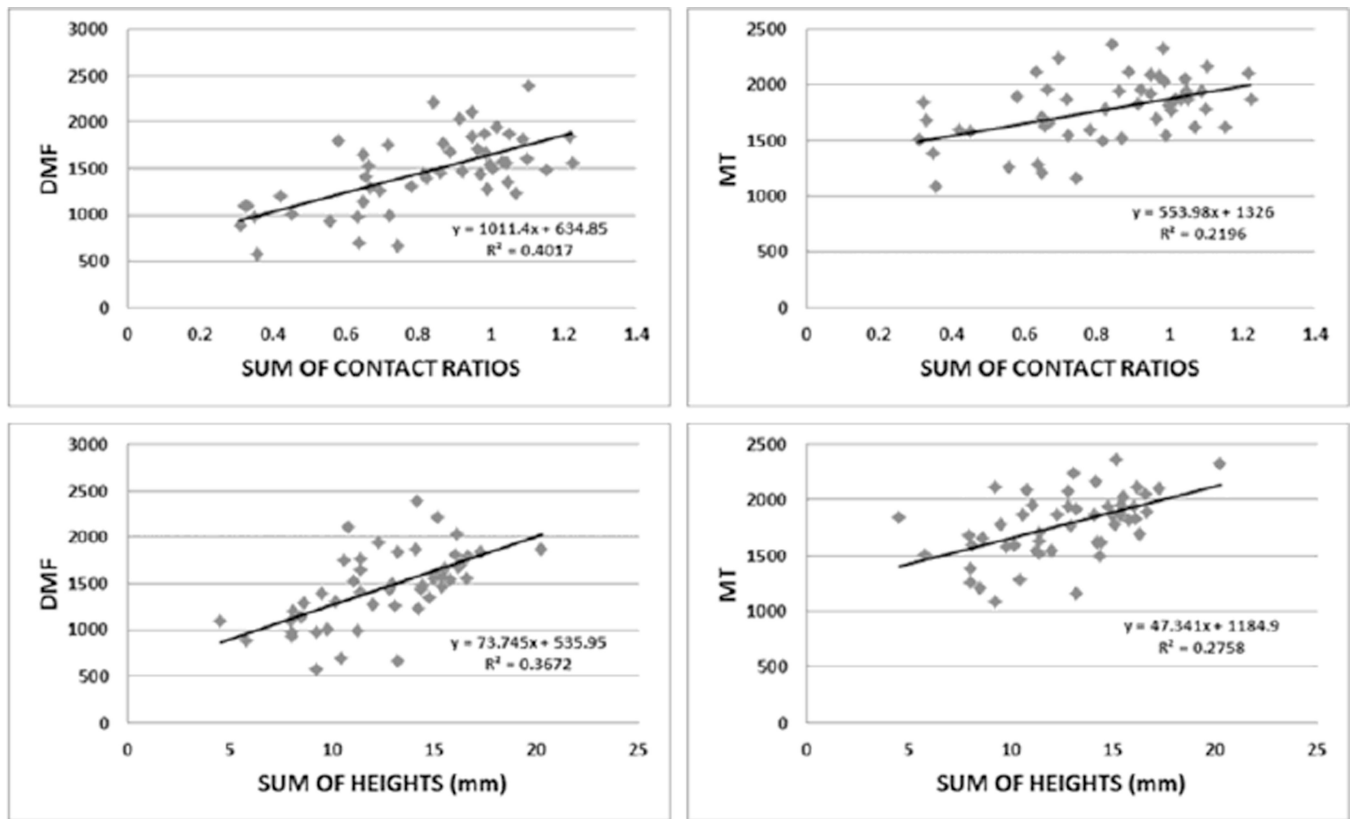 3000
2500
2000
1500
1000
500
0
DMF
y = 1011.4x + 634.85
R² = 0.4017
0 0.2 0.4 0.6 0.8 1 1.2 1.4
SUM OF CONTACT RATIOS
2500
2000
1500
1000
500
0
MT
y = 553.98x + 1326
R² = 0.2196
0 0.2 0.4 0.6 0.8 1 1.2 1.4
SUM OF CONTACT RATIOS
3000
2500
2000
1500
1000
500
0
DMF
y = 73.745x + 535.95
R² = 0.3672
0 5 10 15 20 25
SUM OF HEIGHTS (mm)
2500
2000
1500
1000
500
0
MT
y = 47.341x + 1184.9
R² = 0.2758
0 5 10 15 20 25
SUM OF HEIGHTS (mm)